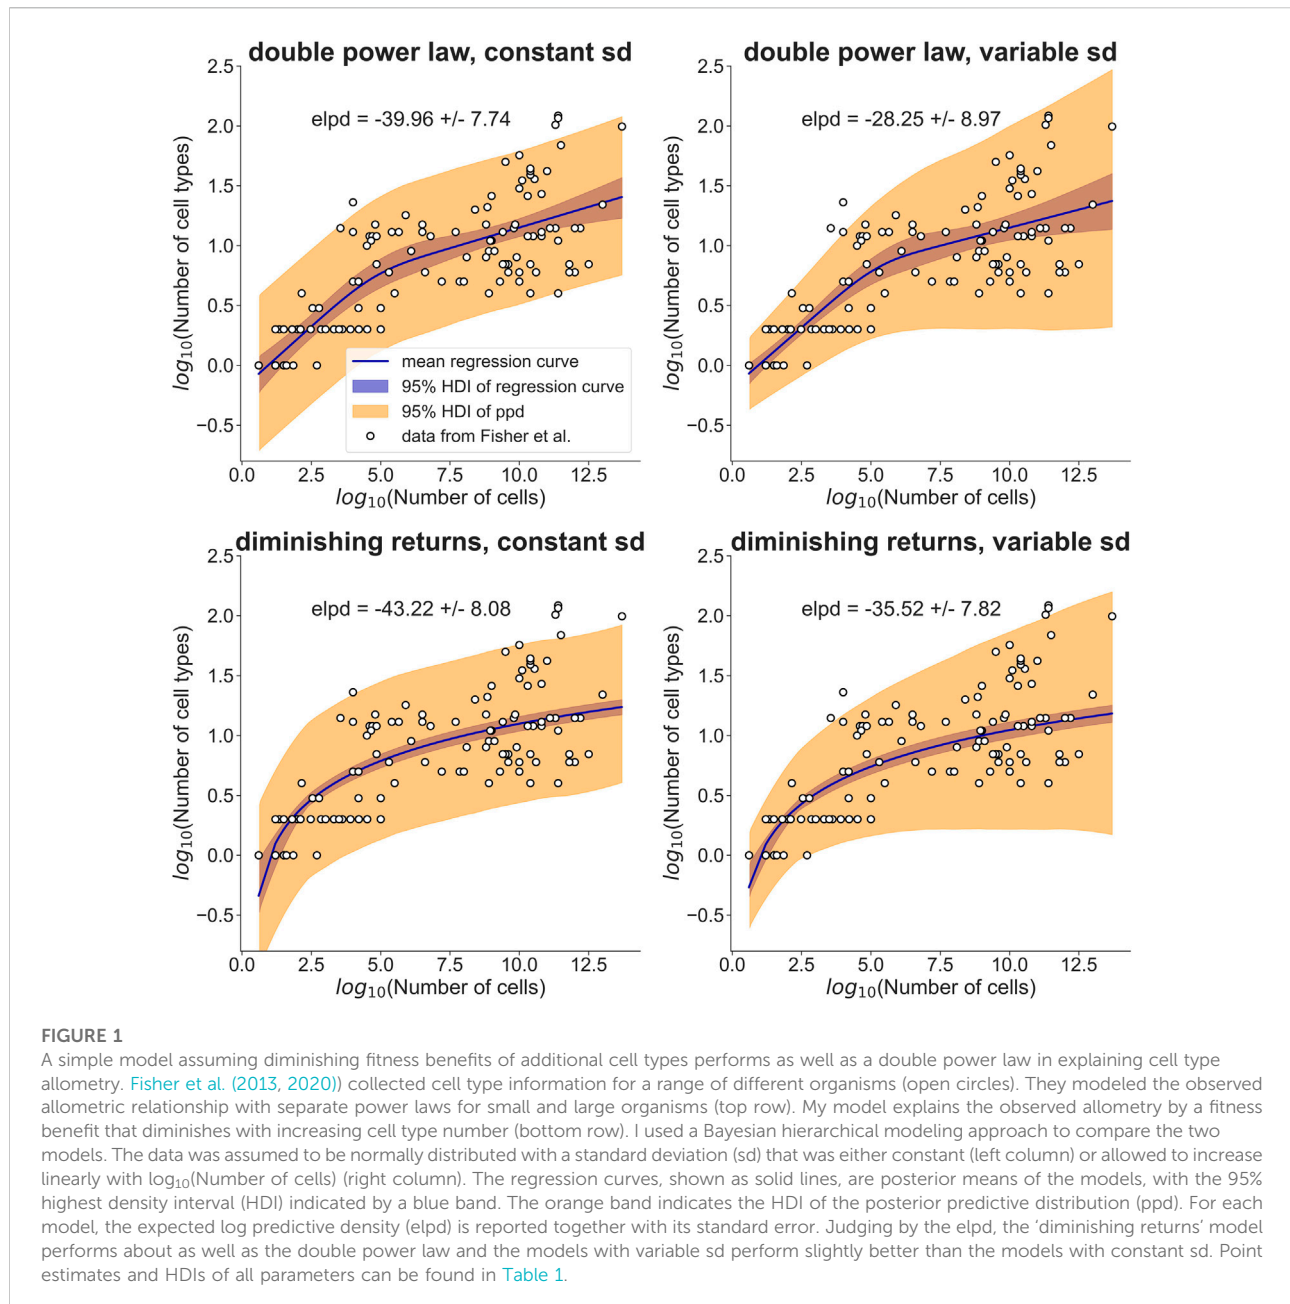 double power law, constant sd
double power law, variable sd
2.5
2.0
1.5
1.0
0.5
0.0
−0.5
log10(Number of cell types)
elpd = -39.96 +/- 7.74
mean regression curve
95% HDI of regression curve
95% HDI of ppd
data from Fisher et al.
0.0 2.5 5.0 7.5 10.0 12.5
log10(Number of cells)
2.5
2.0
1.5
1.0
0.5
0.0
−0.5
log10(Number of cell types)
elpd = -28.25 +/- 8.97
0.0 2.5 5.0 7.5 10.0 12.5
log10(Number of cells)
diminishing returns, constant sd
diminishing returns, variable sd
2.5
2.0
1.5
1.0
0.5
0.0
−0.5
log10(Number of cell types)
elpd = -43.22 +/- 8.08
0.0 2.5 5.0 7.5 10.0 12.5
log10(Number of cells)
2.5
2.0
1.5
1.0
0.5
0.0
−0.5
log10(Number of cell types)
elpd = -35.52 +/- 7.82
0.0 2.5 5.0 7.5 10.0 12.5
log10(Number of cells)
FIGURE 1
A simple model assuming diminishing fitness benefits of additional cell types performs as well as a double power law in explaining cell type
allometry. Fisher et al. (2013, 2020)) collected cell type information for a range of different organisms (open circles). They modeled the observed
allometric relationship with separate power laws for small and large organisms (top row). My model explains the observed allometry by a fitness
benefit that diminishes with increasing cell type number (bottom row). I used a Bayesian hierarchical modeling approach to compare the two
models. The data was assumed to be normally distributed with a standard deviation (sd) that was either constant (left column) or allowed to increase
linearly with log10(Number of cells) (right column). The regression curves, shown as solid lines, are posterior means of the models, with the 95%
highest density interval (HDI) indicated by a blue band. The orange band indicates the HDI of the posterior predictive distribution (ppd). For each
model, the expected log predictive density (elpd) is reported together with its standard error. Judging by the elpd, the ‘diminishing returns’ model
performs about as well as the double power law and the models with variable sd perform slightly better than the models with constant sd. Point
estimates and HDIs of all parameters can be found in Table 1.